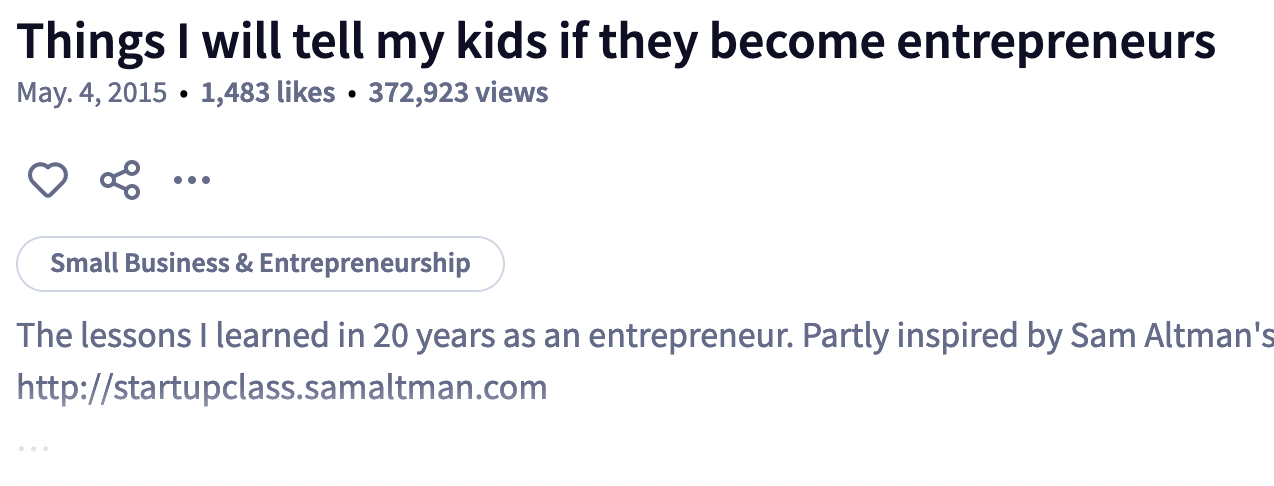 Things I will tell my kids if they become entrepreneurs
May. 4, 2015 • 1,483 likes • 372,923 views
Small Business & Entrepreneurship
The lessons I learned in 20 years as an entrepreneur. Partly inspired by Sam Altman's
http://startupclass.samaltman.com
...